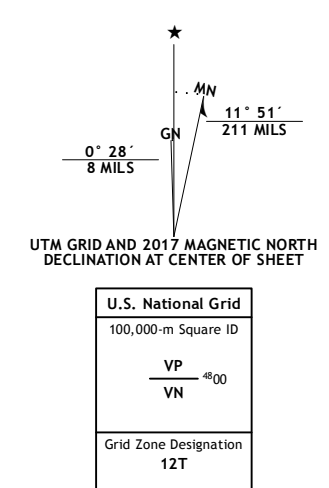 ★
MN
GN
11° 51´
211 MILS
0° 28´
8 MILS
UTM GRID AND 2017 MAGNETIC NORTH
DECLINATION AT CENTER OF SHEET
U.S. National Grid
100,000-m Square ID
VP
4800
VN
Grid Zone Designation
12T